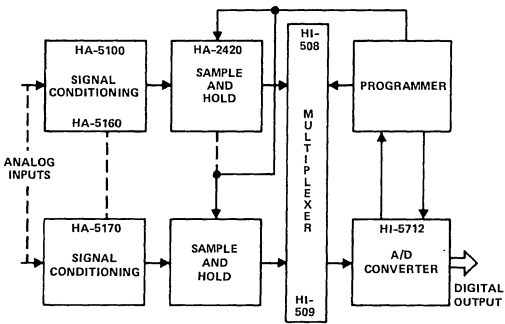 HA-5100
SIGNAL
CONDITIONING
HA-5160
HA-2420
SAMPLE
AND
HOLD
HI-
508
MULTIPLEXER
HI-
509
PROGRAMMER
ANALOG
INPUTS
HA-5170
SIGNAL
CONDITIONING
SAMPLE
AND
HOLD
HI-5712
A/D
CONVERTER
DIGITAL
OUTPUT